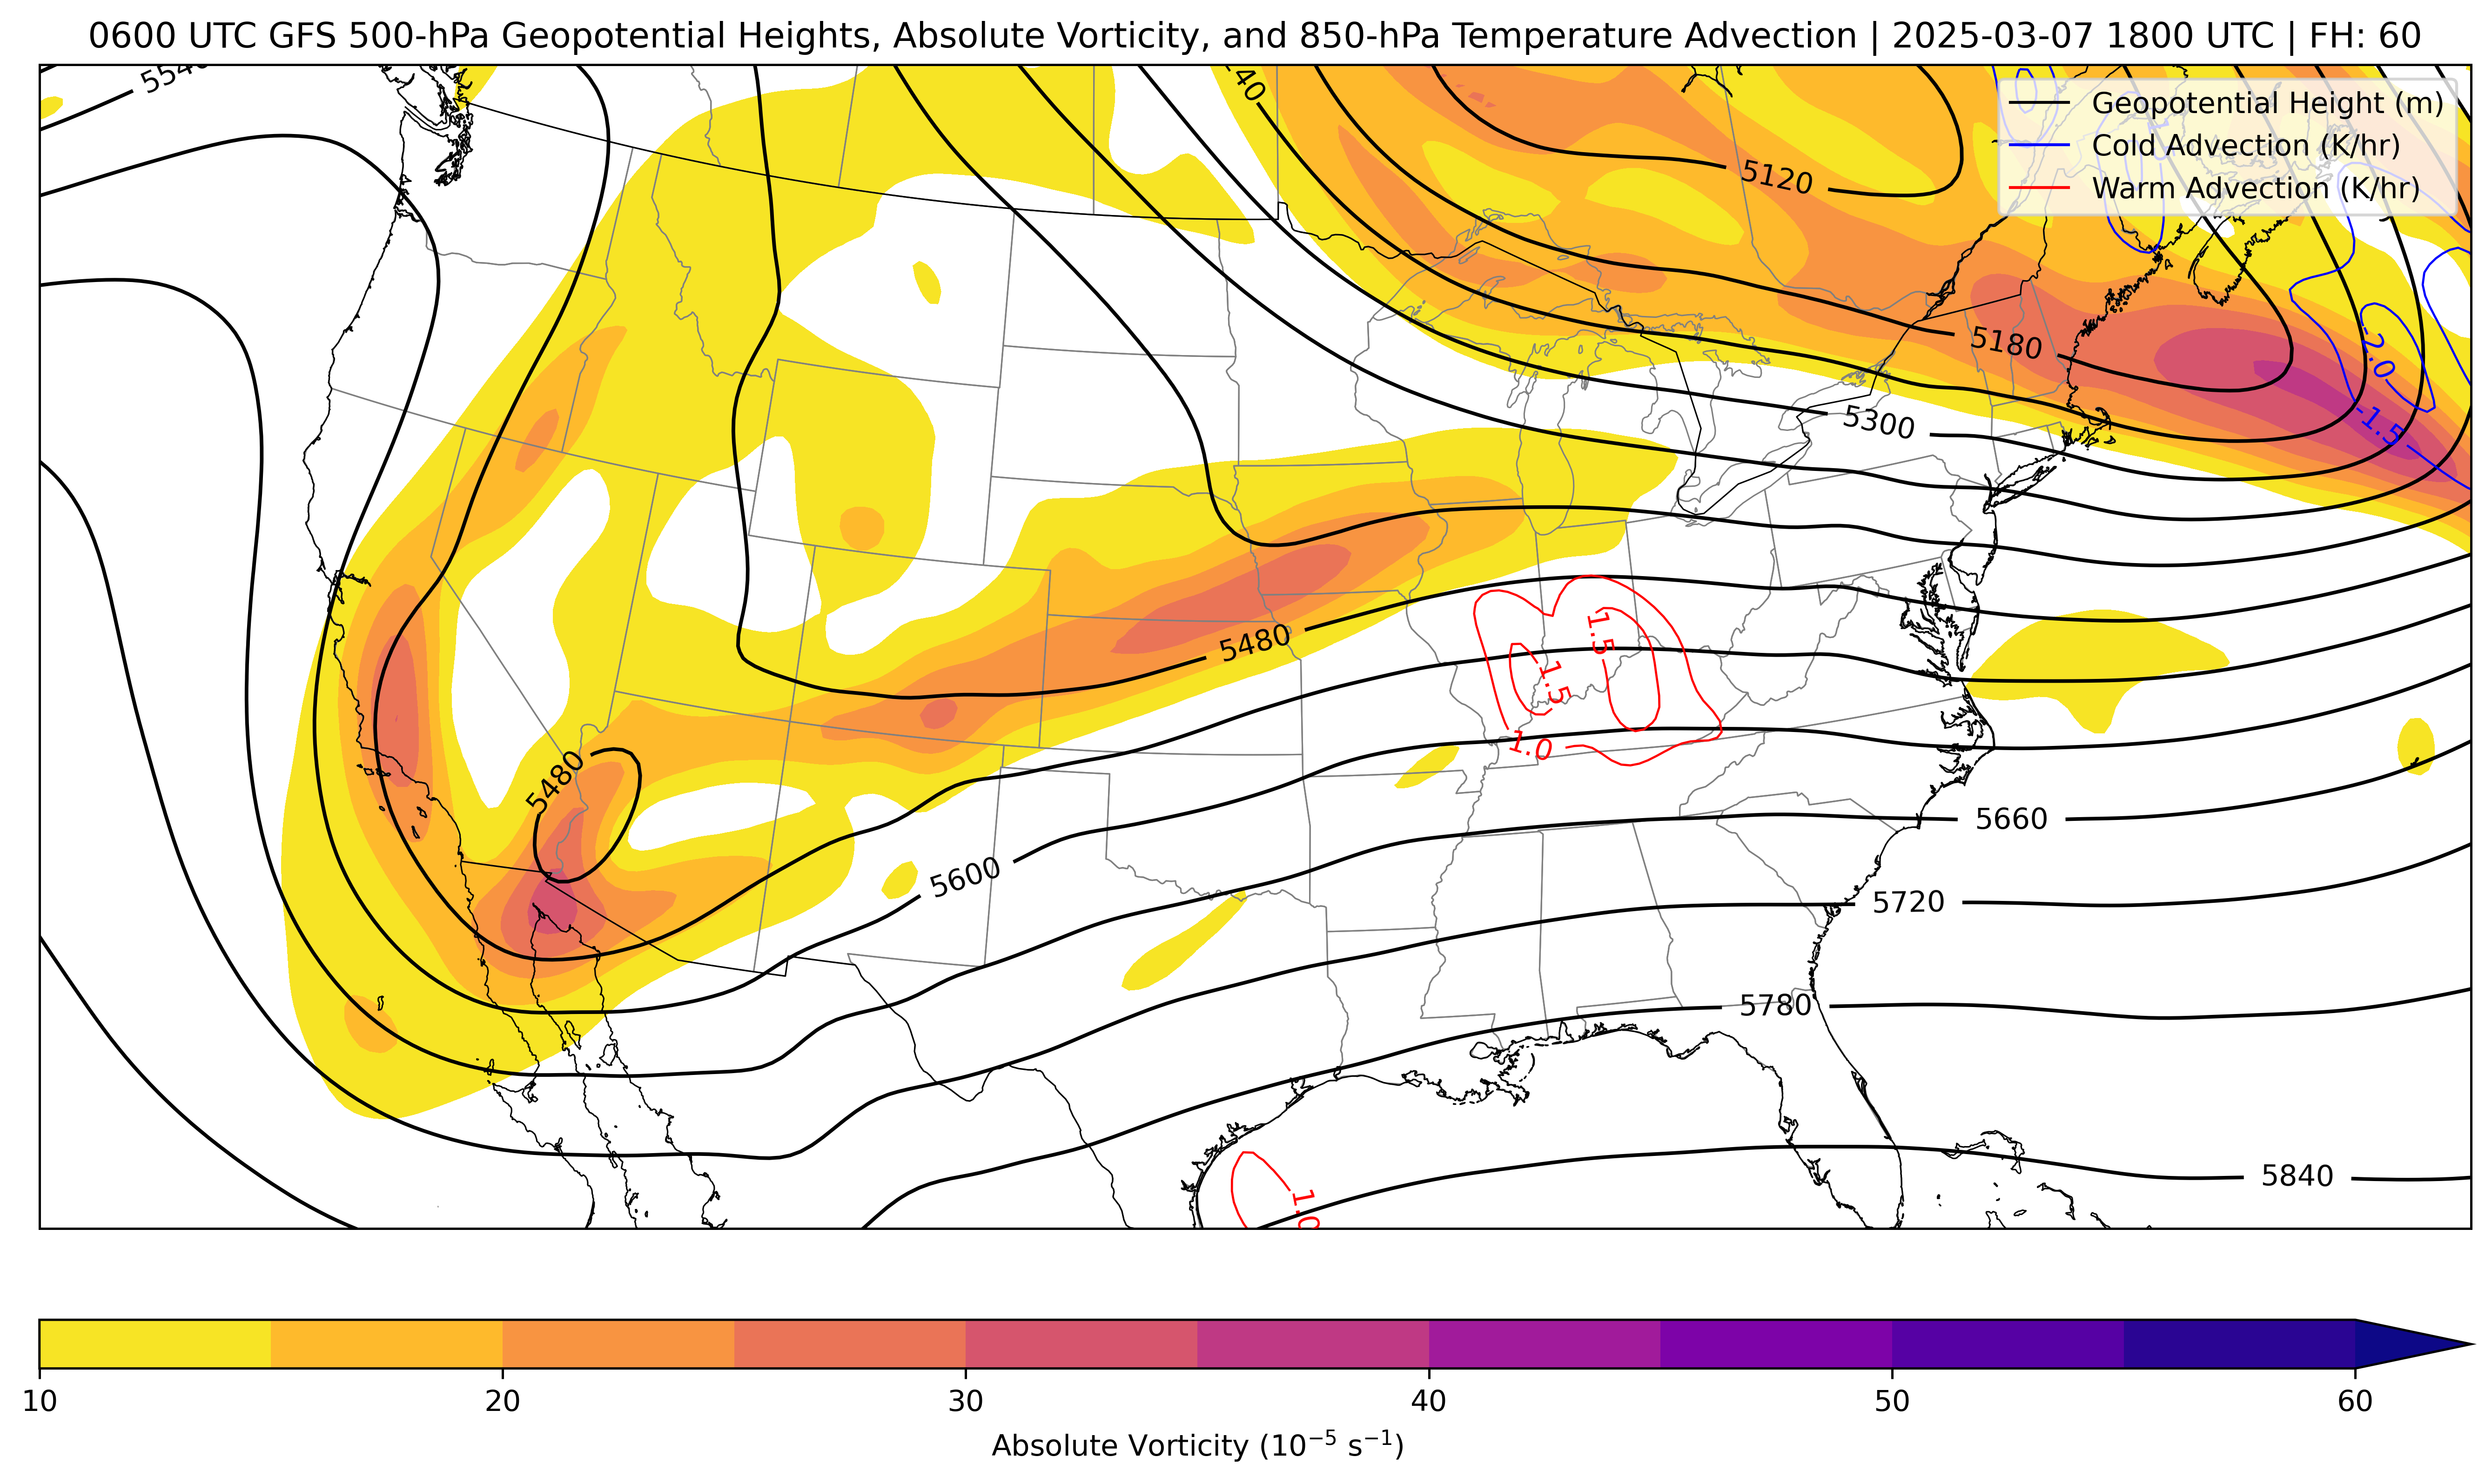 0600 UTC GFS 500-hPa Geopotential Heights, Absolute Vorticity, and 850-hPa Temperature Advection | 2025-03-07 1800 UTC | FH: 60
Geopotential Height (m)
Cold Advection (K/hr)
Warm Advection (K/hr)
5120
5180
-2.0
5300
-1.5
5480
1.5
1.5
1.0
5480
5660
5600
5720
5780
5840
1.0
10 20 30 40 50 60
Absolute Vorticity (10⁻⁵ s⁻¹)